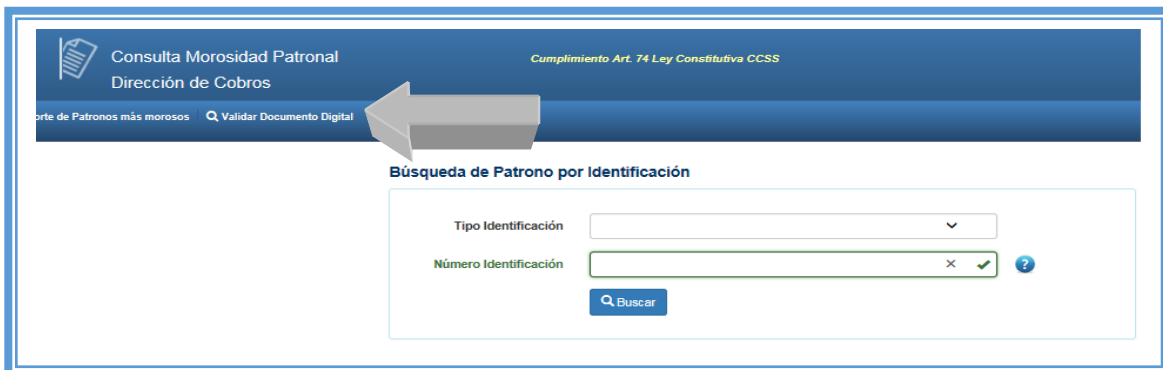 Consulta Morosidad Patronal
Dirección de Cobros
Cumplimiento Art. 74 Ley Constitutiva CCSS
orte de Patronos más morosos Validar Documento Digital
Búsqueda de Patrono por Identificación
Tipo Identificación
Número Identificación
?
Buscar